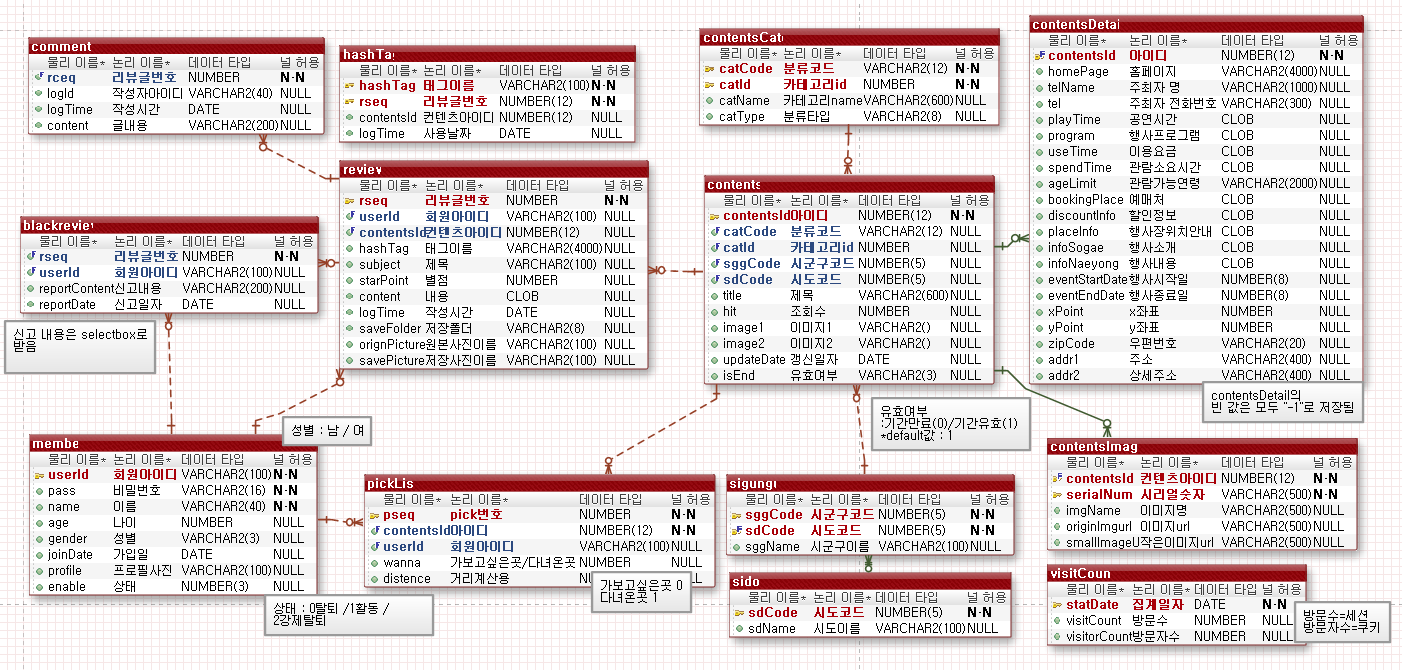 comment
물리 이름* 논리 이름* 데이터 타입 널 허용
rceq 리뷰글번호 NUMBER N-N
logId 작성자아이디 VARCHAR2(40) NULL
logTime 작성시간 DATE NULL
content 글내용 VARCHAR2(200) NULL
hashTag
물리 이름* 논리 이름* 데이터 타입 널 허용
hashTag 태그이름 VARCHAR2(100) N-N
rseq 리뷰글번호 NUMBER(12) N-N
contentsId 컨텐츠아이디 NUMBER(12) N-N
logTime 사용날짜 DATE NULL
contentsCat
물리 이름* 논리 이름* 데이터 타입 널 허용
catCode 분류코드 VARCHAR2(12) N-N
catId 카테고리id NUMBER N-N
catName 카테고리name VARCHAR2(600) NULL
catType 분류타입 VARCHAR2(8) NULL
contentsDetai
물리 이름* 논리 이름* 데이터 타입 널 허용
contentsId 아이디 NUMBER(12) N-N
homePage 홈페이지 VARCHAR2(4000) NULL
telName 주최자 명 VARCHAR2(1000) NULL
tel 주최자 전화번호 VARCHAR2(300) NULL
playTime 공연시간 CLOB NULL
program 행사프로그램 CLOB NULL
useTime 이용요금 CLOB NULL
spendTime 관람소요시간 CLOB NULL
ageLimit 관람가능연령 VARCHAR2(2000) NULL
bookingPlace 예매처 CLOB NULL
discountInfo 할인정보 CLOB NULL
placeInfo 행사장위치안내 CLOB NULL
infoSogae 행사소개 CLOB NULL
infoNaeyong 행사내용 CLOB NULL
eventStartDate 행사시작일 NUMBER(8) NULL
eventEndDate 행사종료일 NUMBER(8) NULL
xPoint x좌표 NUMBER NULL
yPoint y좌표 NUMBER NULL
zipCode 우편번호 VARCHAR2(20) NULL
addr1 주소 VARCHAR2(400) NULL
addr2 상세주소 VARCHAR2(400) NULL
contentsDetail의
빈 값은 모두 "-1"로 저장됨
review
물리 이름* 논리 이름* 데이터 타입 널 허용
rseq 리뷰글번호 NUMBER N-N
userId 회원아이디 VARCHAR2(100) NULL
contentsId 컨텐츠아이디 NUMBER(12) NULL
hashTag 태그이름 VARCHAR2(4000) NULL
subject 제목 VARCHAR2(100) NULL
starPoint 별점 NUMBER NULL
content 내용 CLOB NULL
logTime 작성시간 DATE NULL
saveFolder 저장폴더 VARCHAR2(8) NULL
orignPicture 원본사진이름 VARCHAR2(100) NULL
savePicture 저장사진이름 VARCHAR2(100) NULL
contents
물리 이름* 논리 이름* 데이터 타입 널 허용
contentsId 아이디 NUMBER(12) N-N
catCode 분류코드 VARCHAR2(12) NULL
catId 카테고리id NUMBER NULL
sggCode 시군구코드 NUMBER(5) NULL
sdCode 시도코드 NUMBER(5) NULL
title 제목 VARCHAR2(600) NULL
hit 조회수 NUMBER NULL
image1 이미지1 VARCHAR2() NULL
image2 이미지2 VARCHAR2() NULL
updateDate 갱신일자 DATE NULL
isEnd 유효여부 VARCHAR2(3) NULL
유효여부
:기간만료(0)/기간유효(1)
*default값 : 1
blackreview
물리 이름* 논리 이름* 데이터 타입 널 허용
rseq 리뷰글번호 NUMBER N-N
userId 회원아이디 VARCHAR2(100) NULL
reportContent 신고내용 VARCHAR2(200) NULL
reportDate 신고일자 DATE NULL
신고 내용은 selectbox로
받음
성별 : 남 / 여
membe
물리 이름* 논리 이름* 데이터 타입 널 허용
userId 회원아이디 VARCHAR2(100) N-N
pass 비밀번호 VARCHAR2(16) N-N
name 이름 VARCHAR2(40) N-N
age 나이 NUMBER NULL
gender 성별 VARCHAR2(3) NULL
joinDate 가입일 DATE NULL
profile 프로필사진 VARCHAR2(100) NULL
enable 상태 NUMBER(3) NULL
상태 : 0탈퇴 /1활동 /
2강제탈퇴
pickLis
물리 이름* 논리 이름* 데이터 타입 널 허용
pseq pick번호 NUMBER N-N
contentsId 아이디 NUMBER(12) N-N
userId 회원아이디 VARCHAR2(100) NULL
wanna 가보고싶은곳/다녀온곳 NUMBER NULL
distence 거리계산용 NUMBER NULL
가보고싶은곳 0
다녀온곳 1
sigungu
물리 이름* 논리 이름* 데이터 타입 널 허용
sggCode 시군구코드 NUMBER(5) N-N
sdCode 시도코드 NUMBER(5) N-N
sggName 시군구이름 VARCHAR2(100) NULL
sido
물리 이름* 논리 이름* 데이터 타입 널 허용
sdCode 시도코드 NUMBER(5) N-N
sdName 시도이름 VARCHAR2(100) NULL
contentsImag
물리 이름* 논리 이름* 데이터 타입 널 허용
contentsId 컨텐츠아이디 NUMBER(12) N-N
serialNum 시리얼숫자 VARCHAR2(500) N-N
imgName 이미지명 VARCHAR2(500) NULL
originImgurl 이미지url VARCHAR2(500) NULL
smallImageU 작은이미지url VARCHAR2(500) NULL
visitCoun
물리 이름* 논리 이름* 데이터 타입 널 허용
statDate 집계일자 DATE N-N
visitCount 방문수 NUMBER NULL
visitorCount 방문자수 NUMBER NULL
방문수=세션
방문자수=쿠키